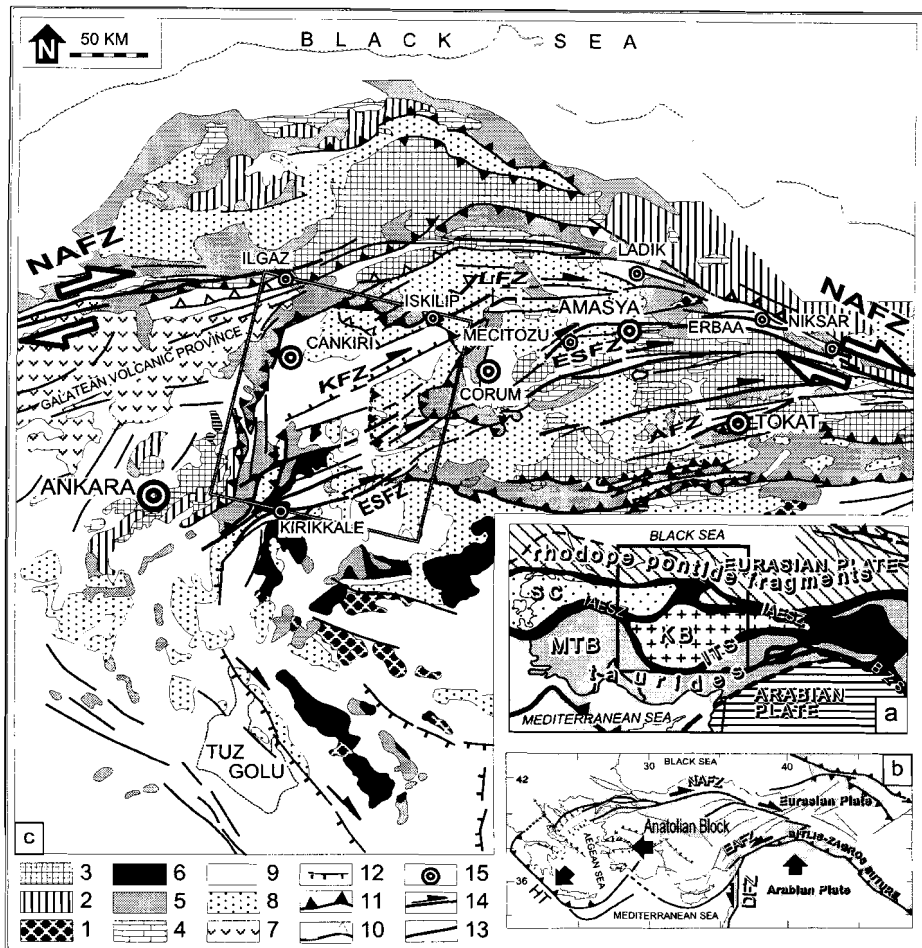 N
50 KM
BLACK SEA
NAFZ
ILGAZ
LADIK
ISKILIP
AMASYA
NAFZ
ERBAA
NIKSAR
MECITOZU
GALATEAN VOLCANIC PROVINCE
CANKIRI
KFZ
ESFZ
CORUM
AFZ
TOKAT
ANKARA
ESFZ
KIRIKKALE
TUZ
GOLU
c
BLACK SEA
rhodope pontide fragments
EURASIAN PLATE
SC
IAESZ
IAESZ
MTB
KB
ITS
BZS
taurides
ARABIAN
PLATE
MEDITERRANEAN SEA
a
b
42
30
40
BLACK SEA
NAFZ
Eurasian Plate
AEGEAN SEA
Anatolian Block
EAFZ
BITLIS-ZAGROS SUTURE
36
HT
DFZ
Arabian Plate
MEDITERRANEAN SEA
3 6 9 12 15
2 5 8 11 14
1 4 7 10 13